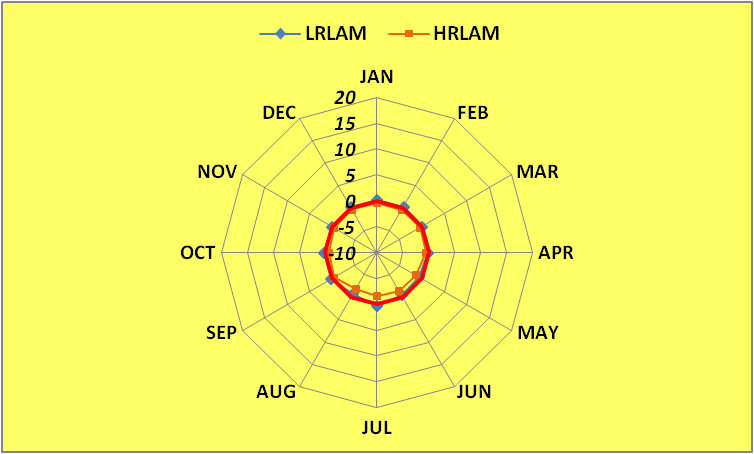 LRLAM HRLAM
JAN
20
DEC FEB
15
10
NOV MAR
5
0
-5
OCT -10 APR
SEP MAY
AUG JUN
JUL